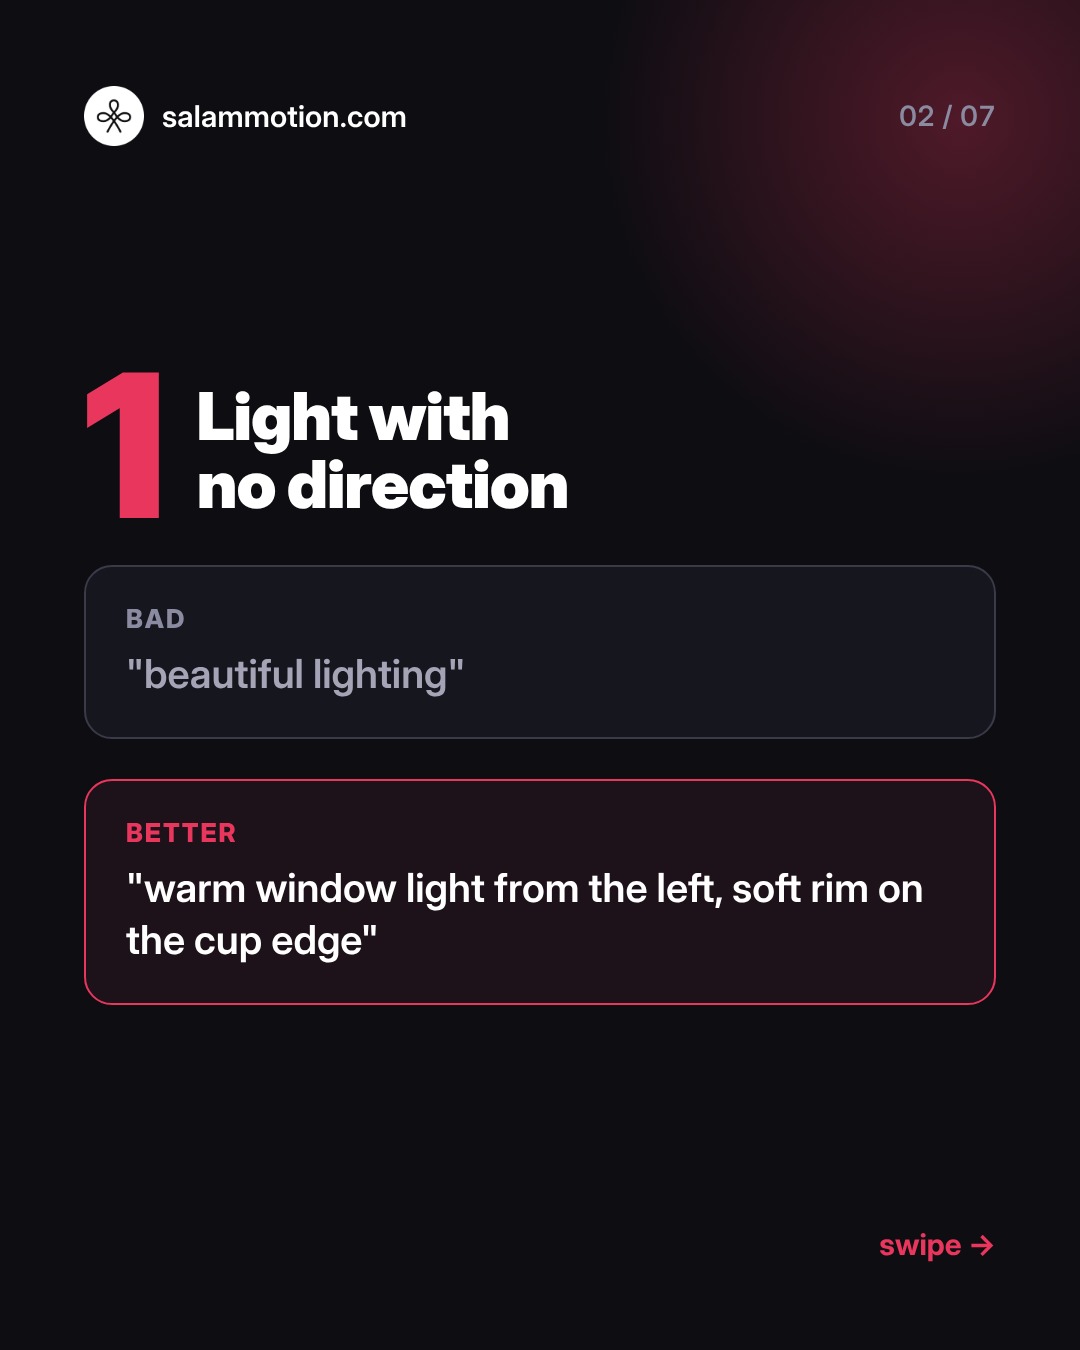 salammotion.com
02 / 07
1
Light with
no direction
BAD
"beautiful lighting"
BETTER
"warm window light from the left, soft rim on
the cup edge"
swipe →